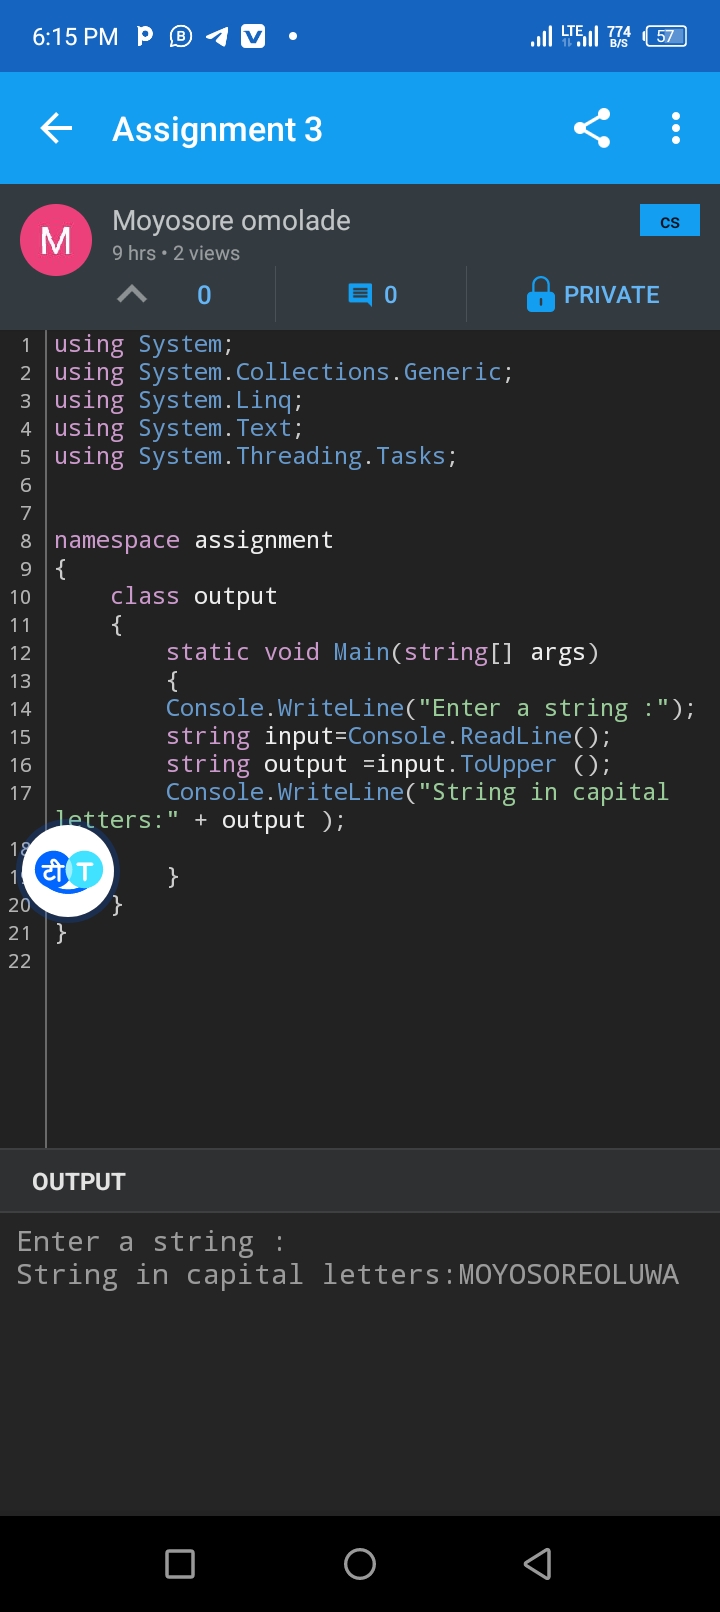 6:15 PM
LTE
774
B/S
57
Assignment 3
M
Moyosore omolade
cs
9 hrs • 2 views
0
0
PRIVATE
1 using System;
2 using System.Collections.Generic;
3 using System.Linq;
4 using System.Text;
5 using System.Threading.Tasks;
6
7
8 namespace assignment
9 {
10 class output
11 {
12 static void Main(string[] args)
13 {
14 Console.WriteLine("Enter a string :");
15 string input=Console.ReadLine();
16 string output =input.ToUpper ();
17 Console.WriteLine("String in capital
letters:" + output );
18
टी T
19 }
20 }
21 }
22
OUTPUT
Enter a string :
String in capital letters:MOYOSOREOLUWA